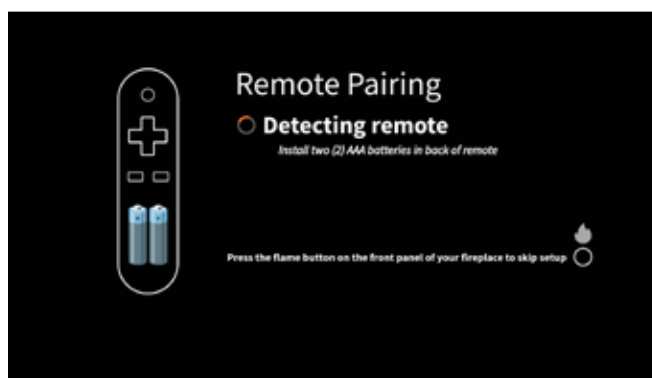 Remote Pairing
Detecting remote
Install two (2) AAA batteries in back of remote
Press the flame button on the front panel of your fireplace to skip setup